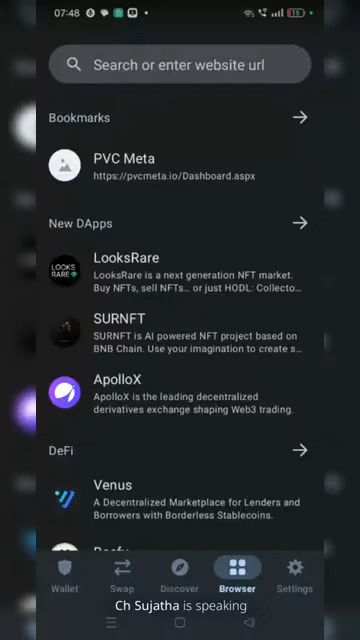 07:48
15
Search or enter website url
Bookmarks
PVC Meta
https://pvcmeta.io/Dashboard.aspx
New DApps
LOOKS
RARE
LooksRare
LooksRare is a next generation NFT market.
Buy NFTs, sell NFTs… or just HODL: Collecto...
SURNFT
SURNFT is AI powered NFT project based on
BNB Chain. Use your imagination to create s...
ApolloX
ApolloX is the leading decentralized
derivatives exchange shaping Web3 trading.
DeFi
Venus
A Decentralized Marketplace for Lenders and
Borrowers with Borderless Stablecoins.
Wallet Swap Discover Browser Settings
Ch Sujatha is speaking